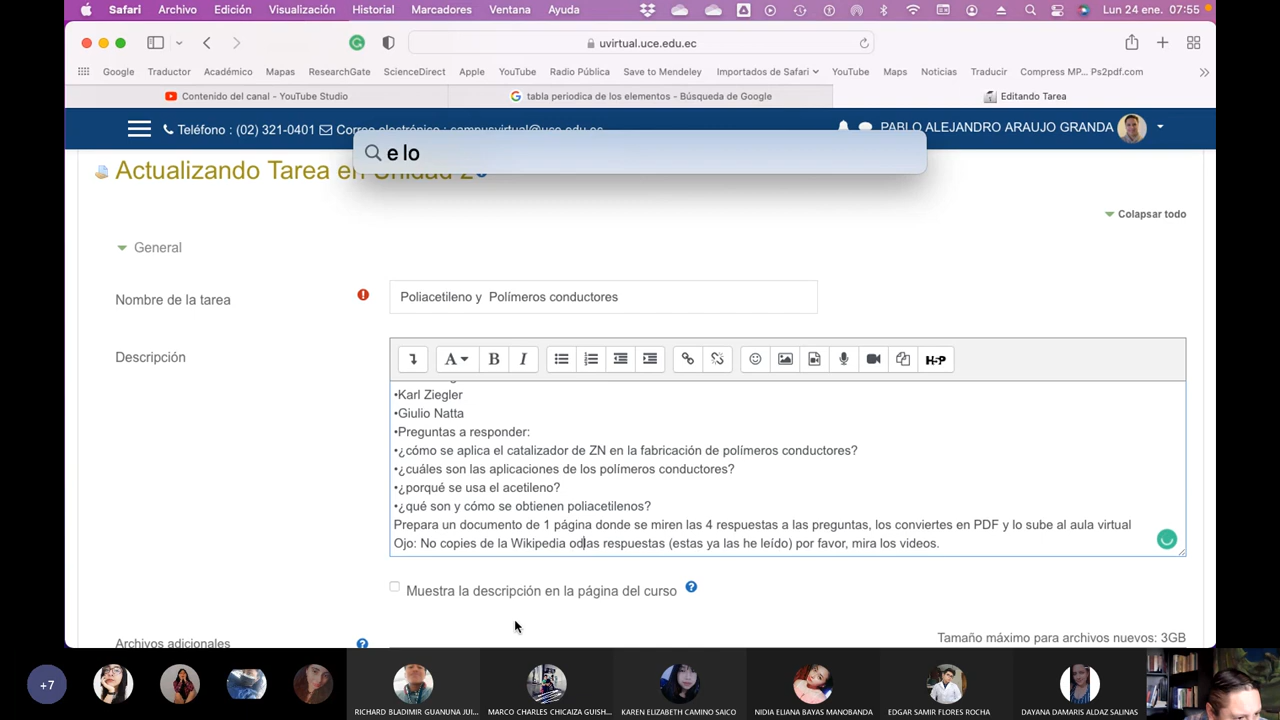 Safari Archivo Edición Visualización Historial Marcadores Ventana Ayuda Lun 24 ene. 07:55
uvirtual.uce.edu.ec
Google Traductor Académico Mapas ResearchGate ScienceDirect Apple YouTube Radio Pública Save to Mendeley Importados de Safari YouTube Maps Noticias Traducir Compress MP... Ps2pdf.com
Contenido del canal - YouTube Studio tabla periodica de los elementos - Búsqueda de Google Editando Tarea
Teléfono : (02) 321-0401 Correo electrónico : campusvirtual@uce.edu.ec PABLO ALEJANDRO ARAUJO GRANDA
e lo
Actualizando Tarea en Unidad 2
Colapsar todo
General
Nombre de la tarea Poliacetileno y Polímeros conductores
Descripción
A B I H-P
•Karl Ziegler
•Giulio Natta
•Preguntas a responder:
•¿cómo se aplica el catalizador de ZN en la fabricación de polímeros conductores?
•¿cuáles son las aplicaciones de los polímeros conductores?
•¿porqué se usa el acetileno?
•¿qué son y cómo se obtienen poliacetilenos?
Prepara un documento de 1 página donde se miren las 4 respuestas a las preguntas, los conviertes en PDF y lo sube al aula virtual
Ojo: No copies de la Wikipedia odlas respuestas (estas ya las he leído) por favor, mira los videos.
Muestra la descripción en la página del curso
Archivos adicionales Tamaño máximo para archivos nuevos: 3GB
+7 RICHARD BLADIMIR GUANUNA JUI... MARCO CHARLES CHICAIZA GUISH... KAREN ELIZABETH CAMINO SAICO NIDIA ELIANA BAYAS MANOBANDA EDGAR SAMIR FLORES ROCHA DAYANA DAMARIS ALDAZ SALINAS